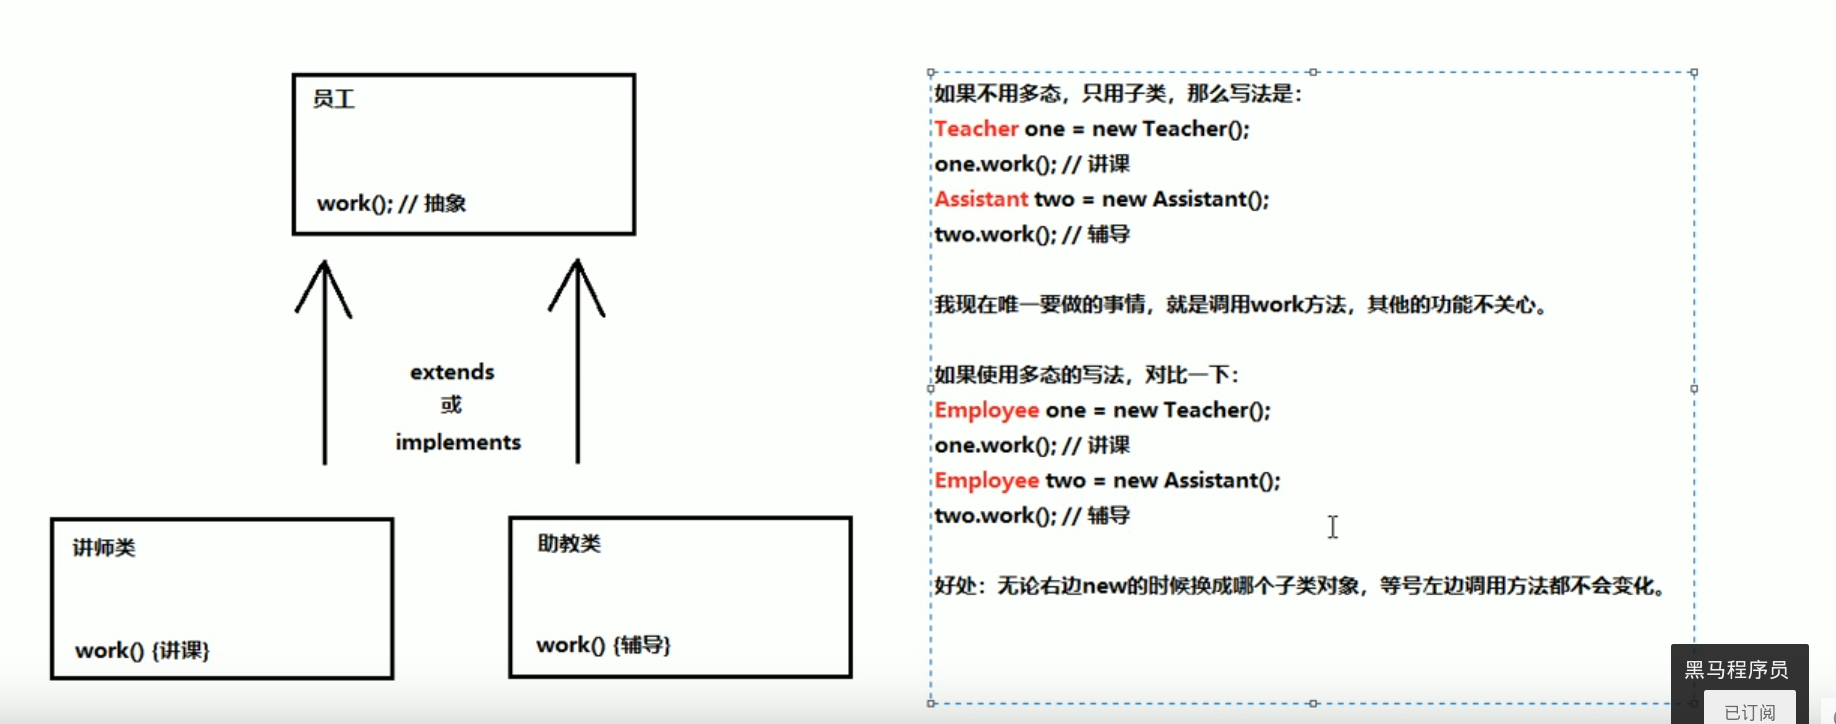 员工
work(); // 抽象
extends
或
implements
讲师类
work() {讲课}
助教类
work() {辅导}
如果不用多态，只用子类，那么写法是：
Teacher one = new Teacher();
one.work(); // 讲课
Assistant two = new Assistant();
two.work(); // 辅导
我现在唯一要做的事情，就是调用work方法，其他的功能不关心。
如果使用多态的写法，对比一下：
Employee one = new Teacher();
one.work(); // 讲课
Employee two = new Assistant();
two.work(); // 辅导
好处：无论右边new的时候换成哪个子类对象，等号左边调用方法都不会变化。
黑马程序员
已订阅